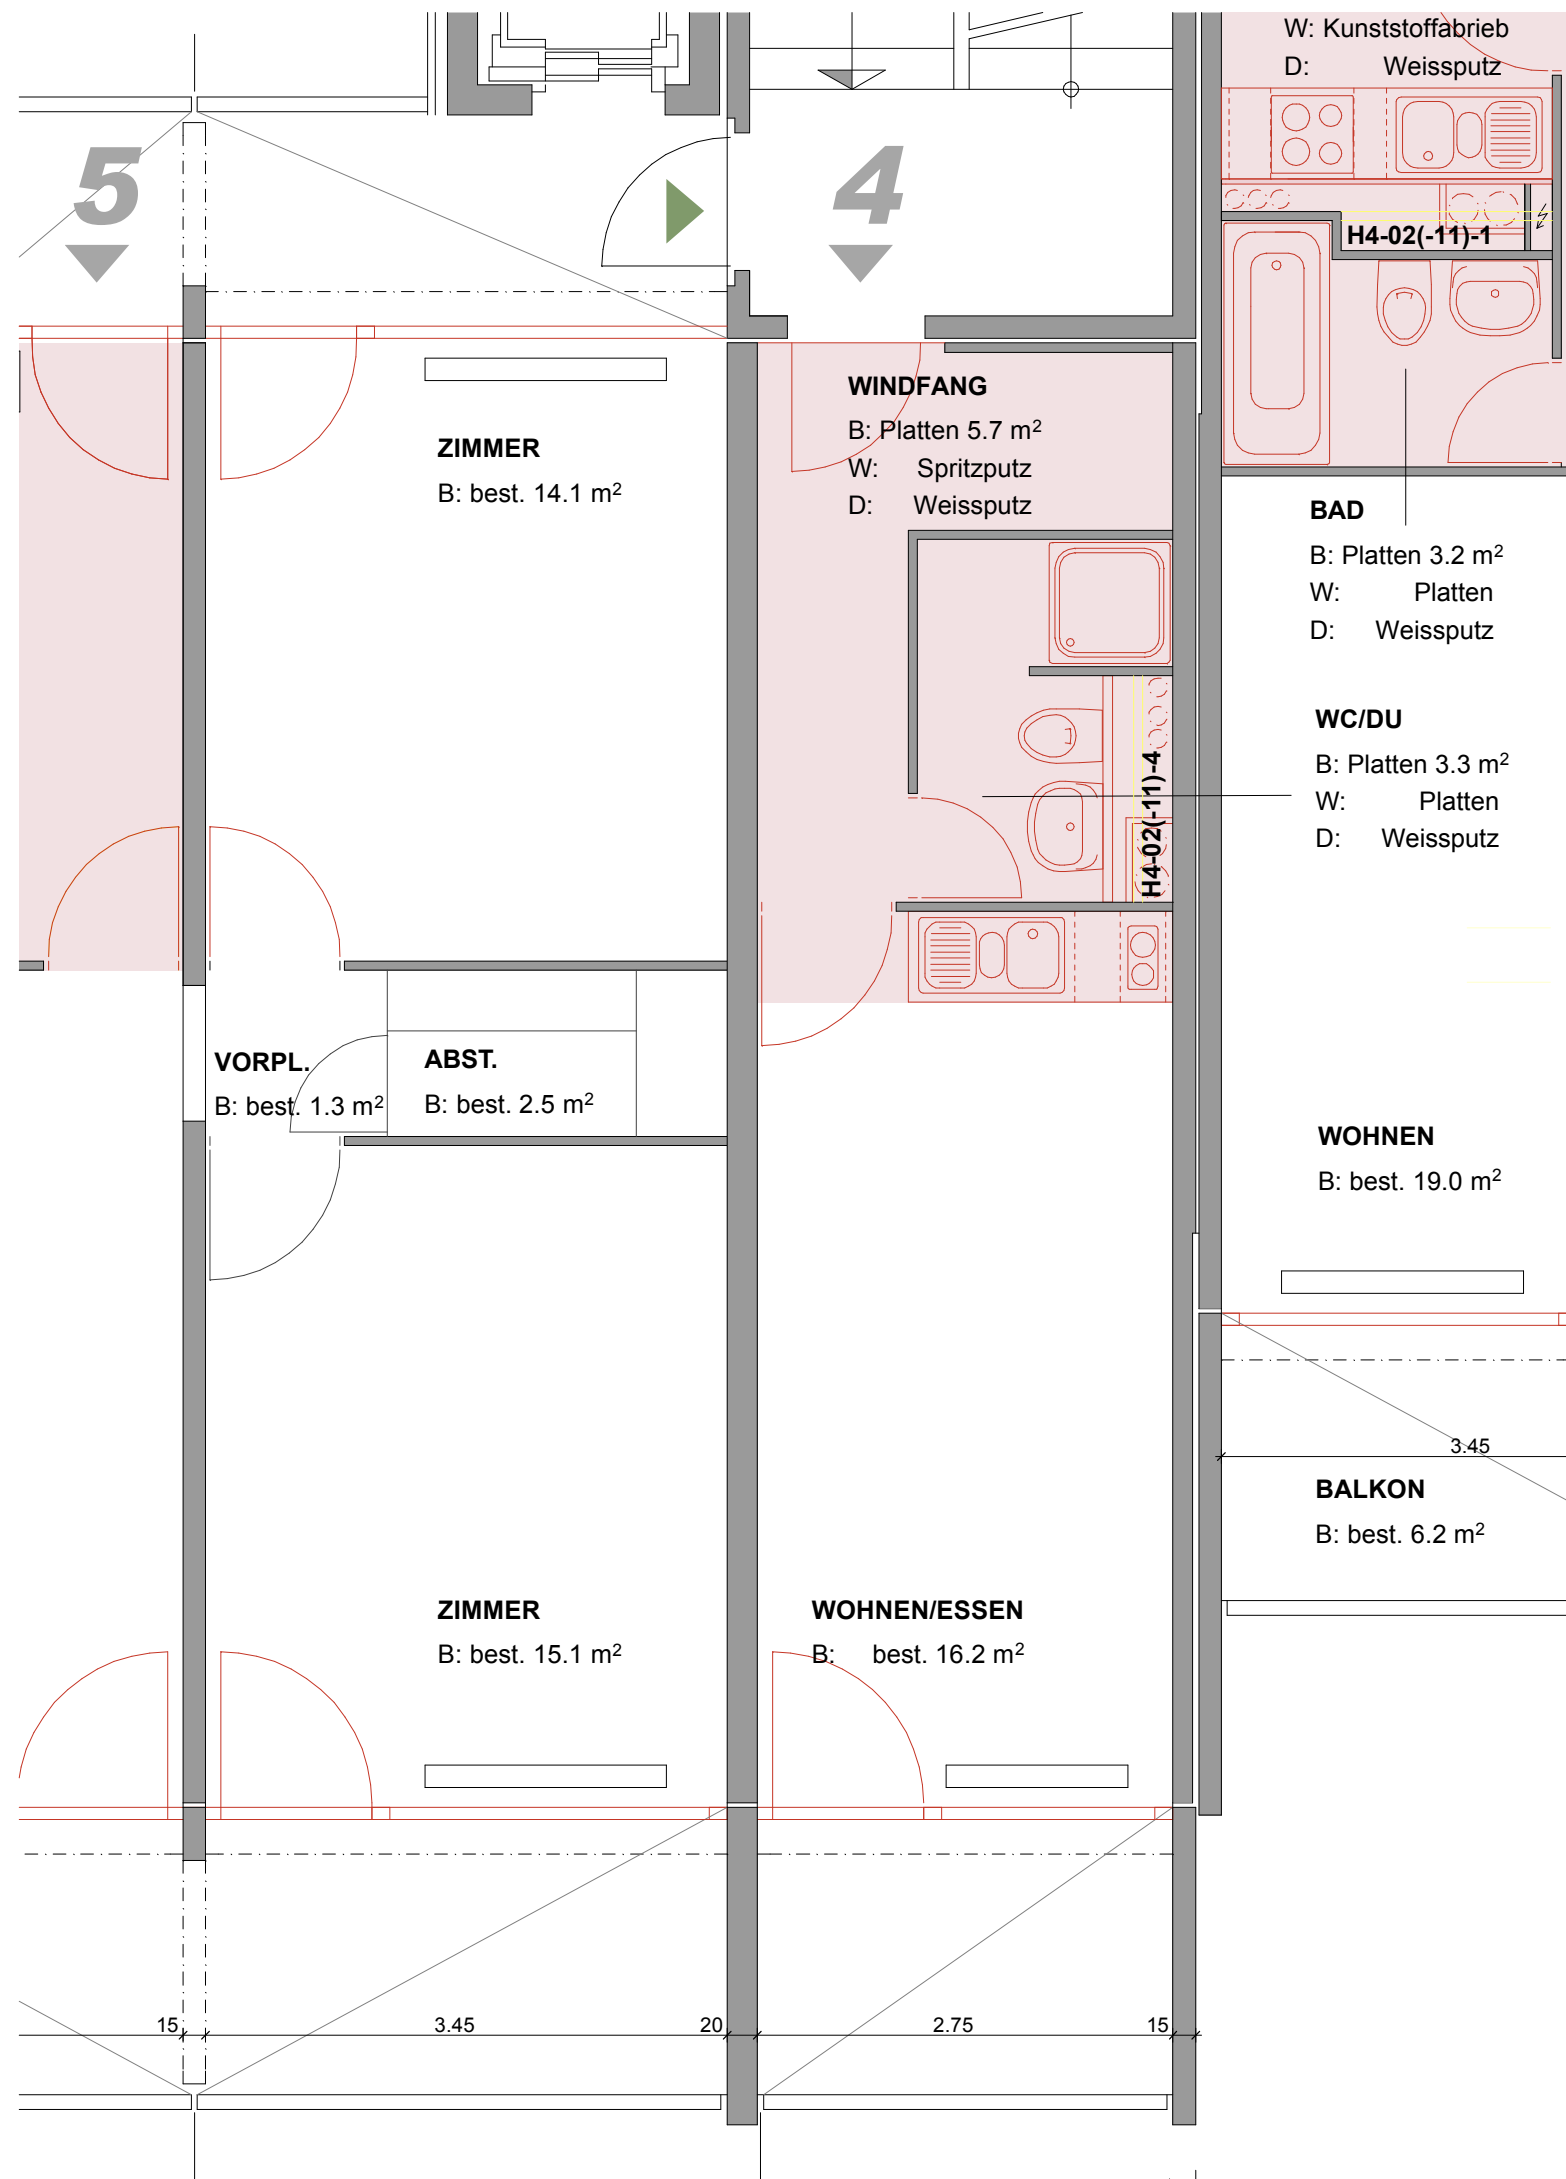 W: Kunststoffabrieb
D: Weissputz
5
4
H4-02(-11)-1
WINDFANG
B: Platten 5.7 m²
W: Spritzputz
D: Weissputz
ZIMMER
B: best. 14.1 m²
BAD
B: Platten 3.2 m²
W: Platten
D: Weissputz
WC/DU
B: Platten 3.3 m²
W: Platten
D: Weissputz
H4-02(-11)-4
VORPL.
B: best. 1.3 m²
ABST.
B: best. 2.5 m²
WOHNEN
B: best. 19.0 m²
3.45
BALKON
B: best. 6.2 m²
ZIMMER
B: best. 15.1 m²
WOHNEN/ESSEN
B: best. 16.2 m²
15 3.45 20 2.75 15